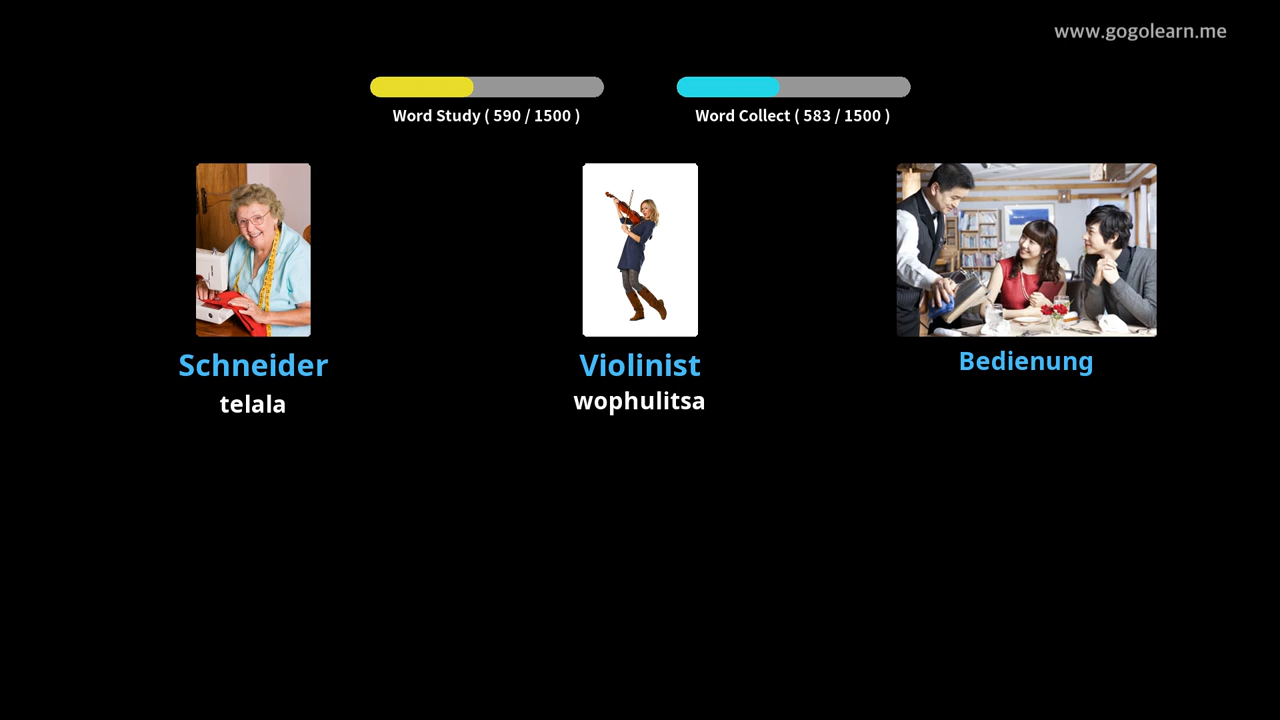 www.gogolearn.me
Word Study ( 590 / 1500 )
Word Collect ( 583 / 1500 )
Schneider
telala
Violinist
wophulitsa
Bedienung